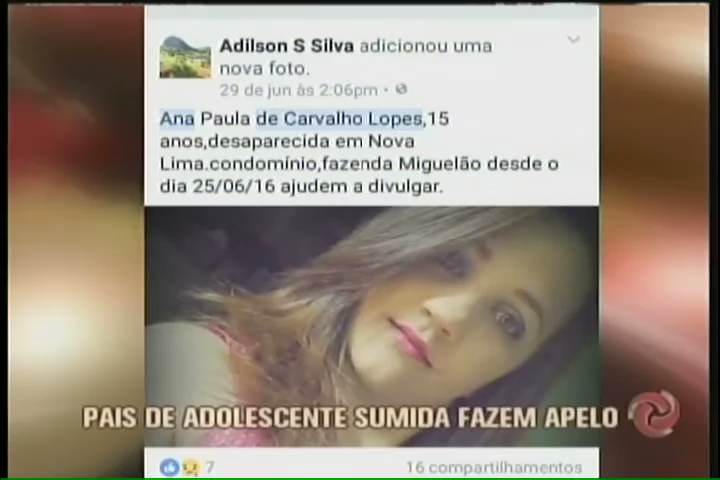 Adilson S Silva adicionou uma
nova foto.
29 de jun às 2:06pm •
Ana Paula de Carvalho Lopes,15
anos,desaparecida em Nova
Lima.condomínio,fazenda Miguelão desde o
dia 25/06/16 ajudem a divulgar.
PAIS DE ADOLESCENTE SUMIDA FAZEM APELO
7 16 compartilhamentos